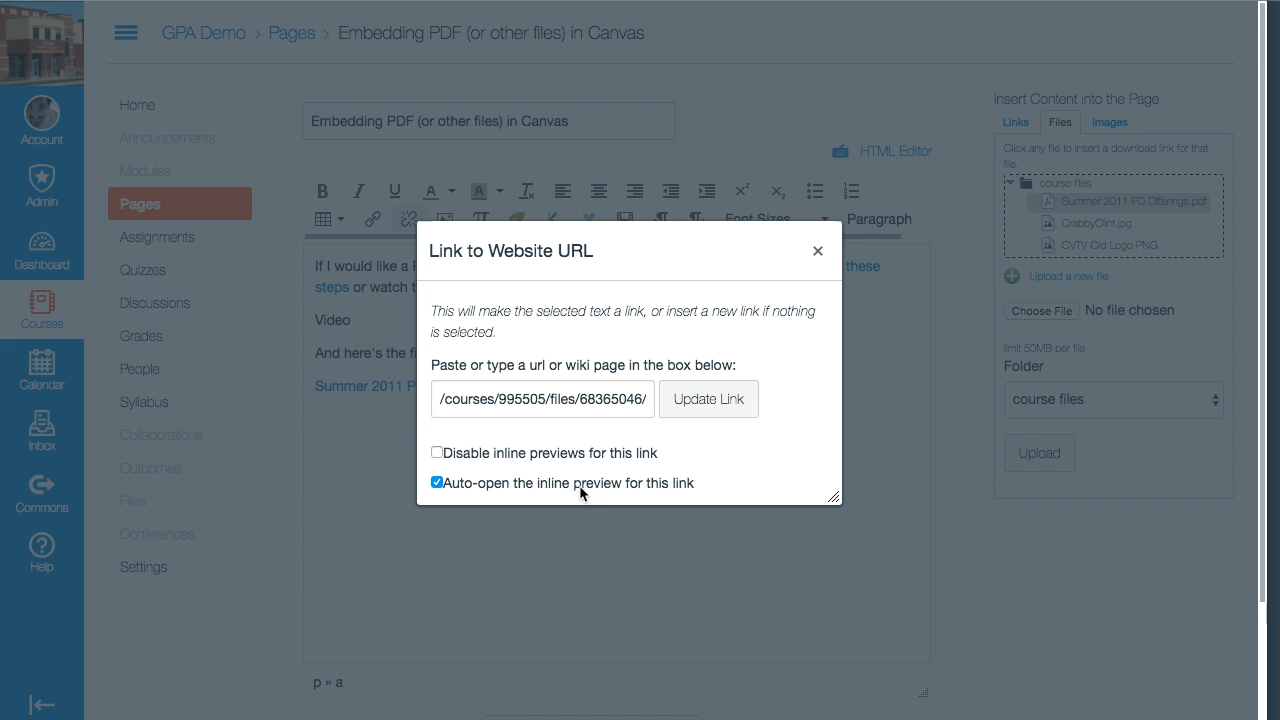 GPA Demo > Pages > Embedding PDF (or other files) in Canvas
Account
Admin
Dashboard
Courses
Calendar
Inbox
Commons
Help
Home
Announcements
Modules
Pages
Assignments
Quizzes
Discussions
Grades
People
Syllabus
Collaborations
Outcomes
Files
Conferences
Settings
Embedding PDF (or other files) in Canvas
HTML Editor
Font Sizes
Paragraph
If I would like a these
steps or watch t
Video
And here's the fi
Summer 2011 P
p » a
Link to Website URL
×
This will make the selected text a link, or insert a new link if nothing
is selected.
Paste or type a url or wiki page in the box below:
/courses/995505/files/68365046/
Update Link
Disable inline previews for this link
Auto-open the inline preview for this link
Insert Content into the Page
Links
Files
Images
Click any file to insert a download link for that
file.
course files
Summer 2011 PD Offerings.pdf
CrabbyClint.jpg
CVTV Old Logo.PNG
Upload a new file
Choose File No file chosen
limit 50MB per file
Folder
course files
Upload